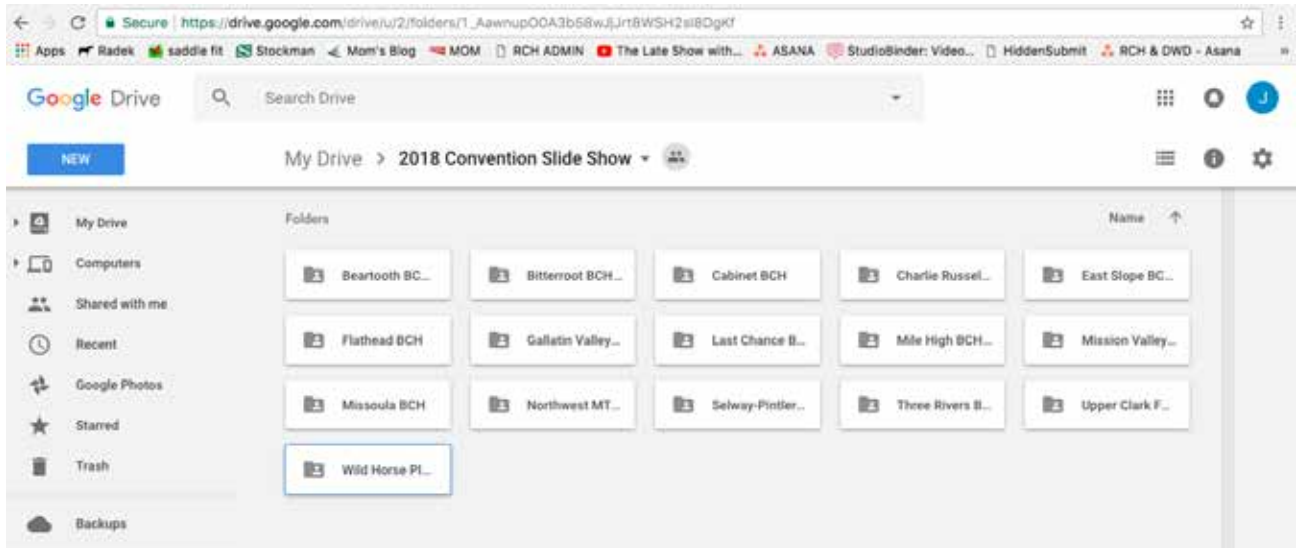 Secure https://drive.google.com/drive/u/2/folders/
Apps Radek saddle fit Stockman Mom's Blog MOM RCH ADMIN The Late Show with... ASANA StudioBinder: Video... HiddenSubmit RCH & DWD - Asana
Google Drive Search Drive J
NEW My Drive > 2018 Convention Slide Show
My Drive
Computers
Shared with me
Recent
Google Photos
Starred
Trash
Backups
Folders Name
Beartooth BC... Bitterroot BCH... Cabinet BCH Charlie Russel... East Slope BC...
Flathead BCH Gallatin Valley... Last Chance B... Mile High BCH... Mission Valley...
Missoula BCH Northwest MT... Selway-Pintler... Three Rivers B... Upper Clark F...
Wild Horse Pl...